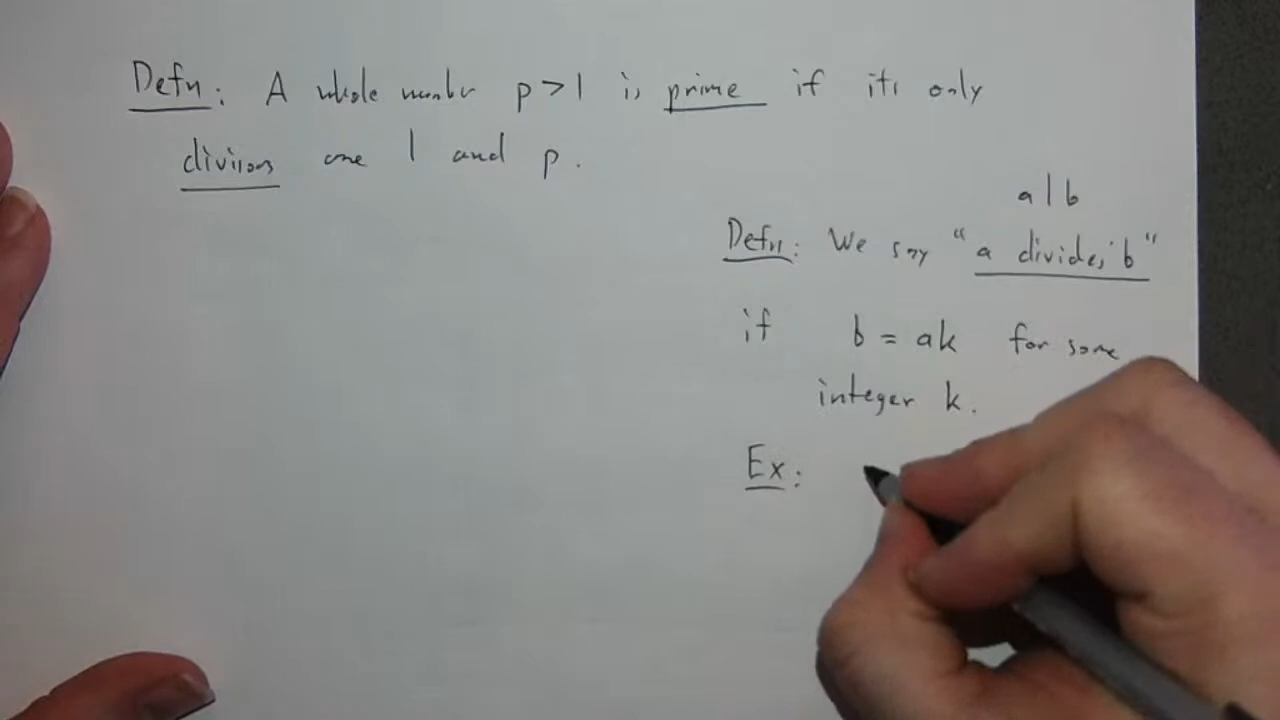 Defn: A whole number p > 1 is prime if its only
divisors are 1 and p.
a | b
Defn: We say "a divides b"
if b = ak for some
integer k.
Ex: